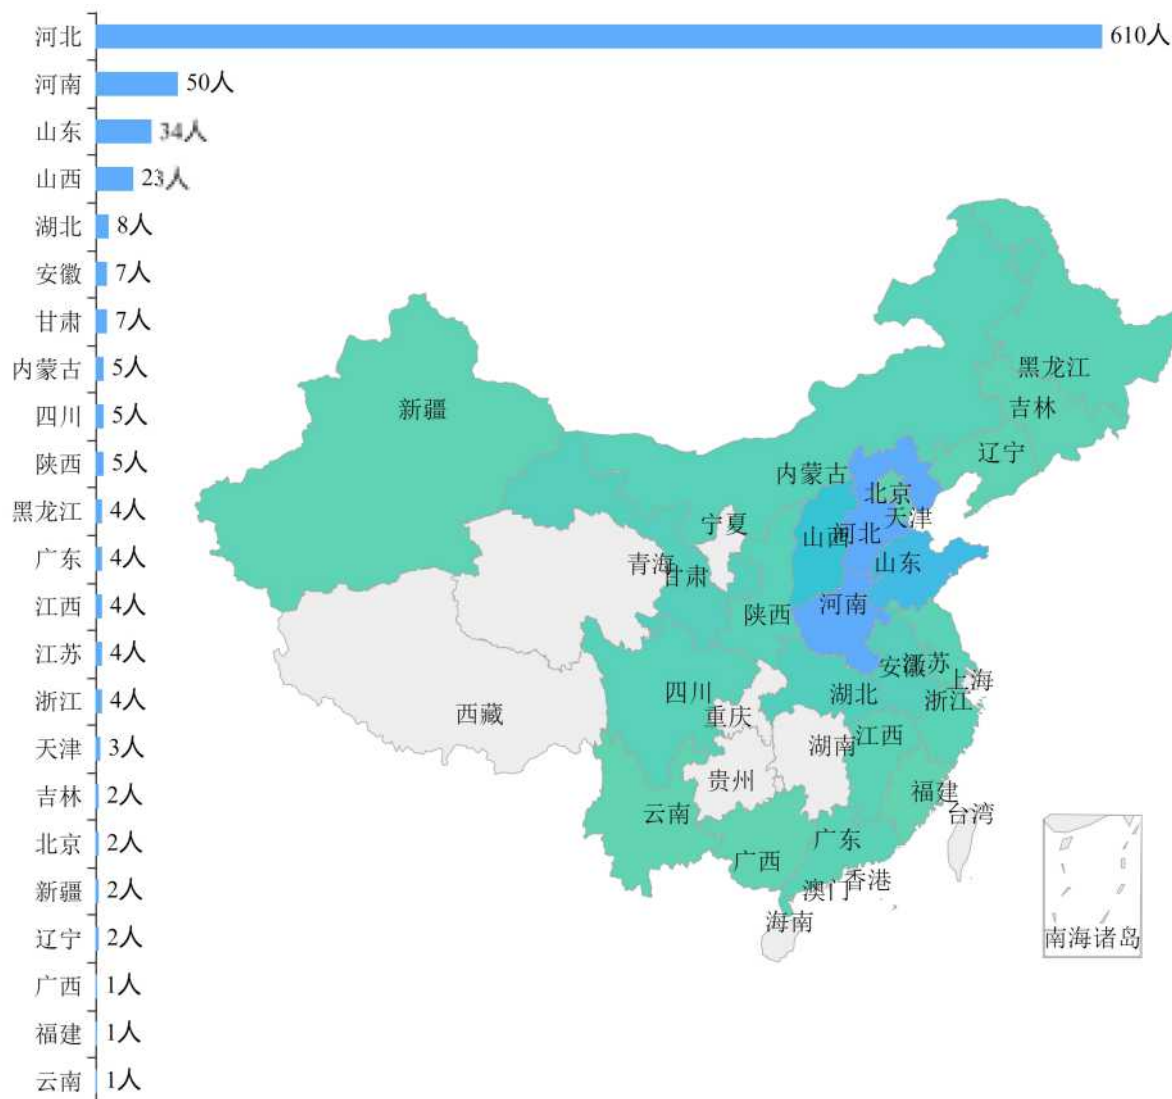 河北 610人
河南 50人
山东 34人
山西 23人
湖北 8人
安徽 7人
甘肃 7人
内蒙古 5人
四川 5人
陕西 5人
黑龙江 4人
广东 4人
江西 4人
江苏 4人
浙江 4人
天津 3人
吉林 2人
北京 2人
新疆 2人
辽宁 2人
广西 1人
福建 1人
云南 1人
黑龙江
吉林
新疆
辽宁
内蒙古
北京
天津
宁夏
山西
河北
青海
甘肃
山东
陕西
河南
安徽
江苏
上海
四川
湖北
浙江
西藏
重庆
湖南
江西
贵州
福建
云南
台湾
广东
广西
澳门
香港
海南
南海诸岛